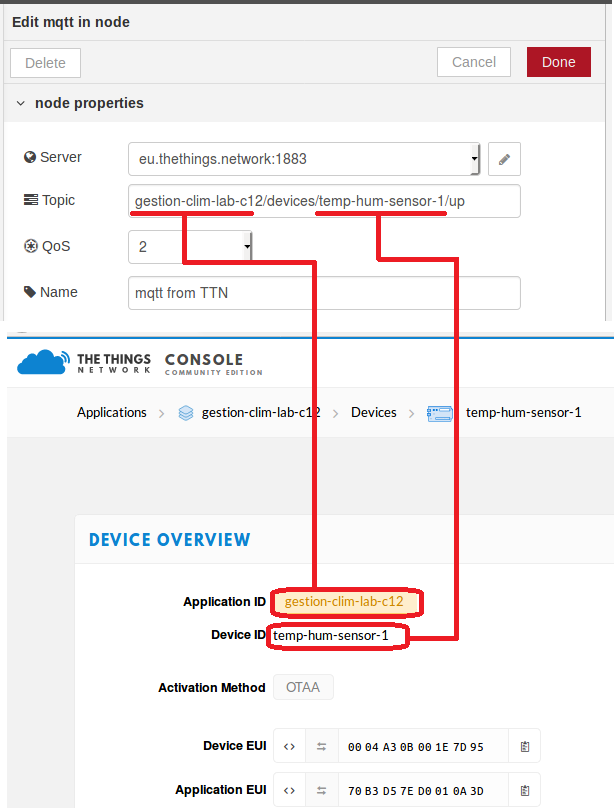 Edit mqtt in node
Delete Cancel Done
node properties
Server eu.thethings.network:1883
Topic gestion-clim-lab-c12/devices/temp-hum-sensor-1/up
QoS 2
Name mqtt from TTN
THE THINGS NETWORK CONSOLE COMMUNITY EDITION
Applications > gestion-clim-lab-c12 > Devices > temp-hum-sensor-1
DEVICE OVERVIEW
Application ID gestion-clim-lab-c12
Device ID temp-hum-sensor-1
Activation Method OTAA
Device EUI <> 00 04 A3 0B 00 1E 7D 95
Application EUI <> 70 B3 D5 7E D0 01 0A 3D